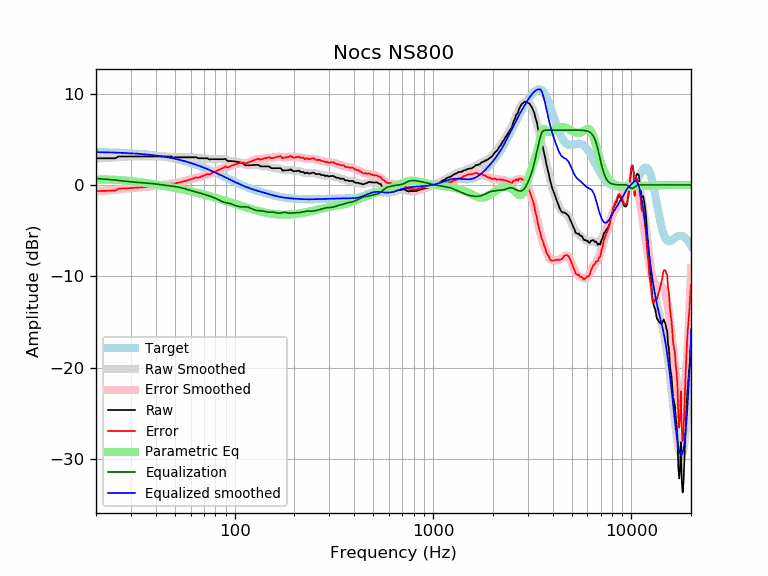 Nocs NS800
Amplitude (dBr)
10
0
−10
−20
−30
Target
Raw Smoothed
Error Smoothed
Raw
Error
Parametric Eq
Equalization
Equalized smoothed
100 1000 10000
Frequency (Hz)